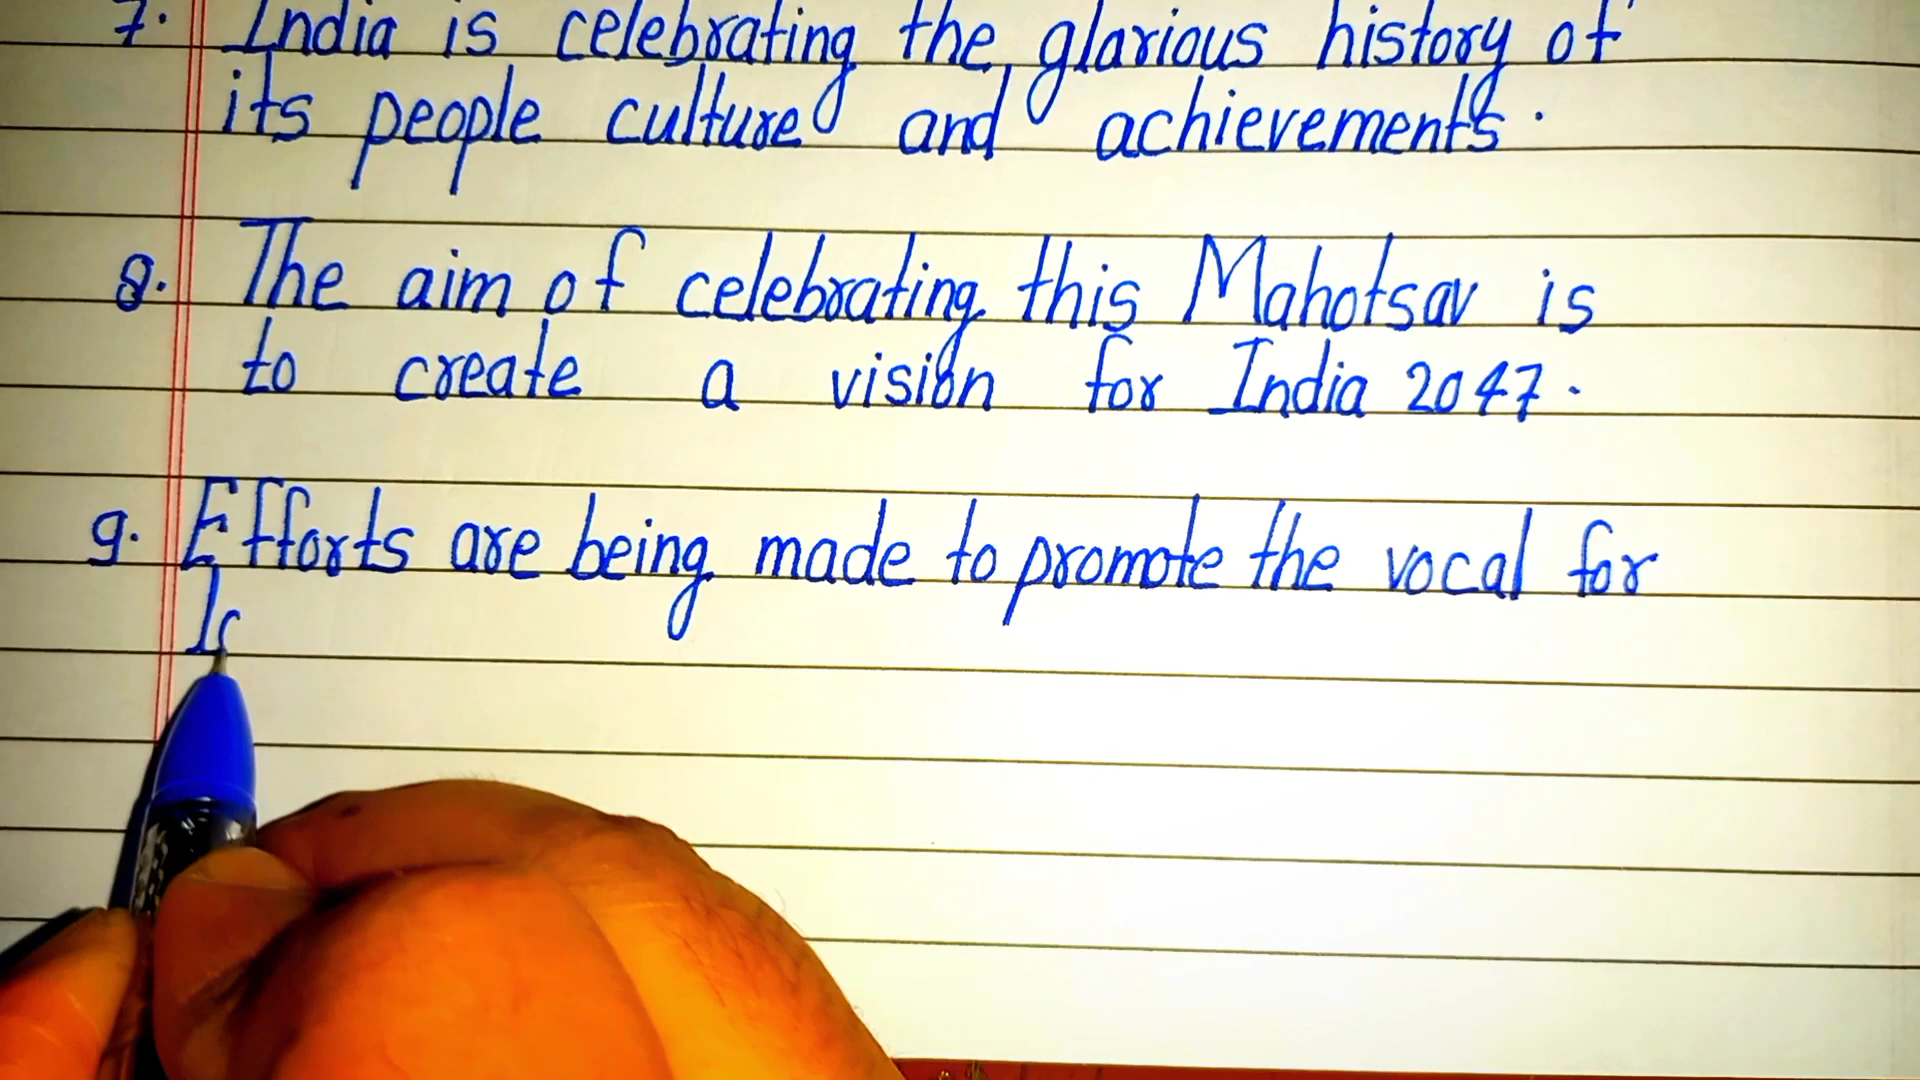 7. India is celebrating the glorious history of
its people culture and achievements.
8. The aim of celebrating this Mahotsav is
to create a vision for India 2047.
9. Efforts are being made to promote the vocal for